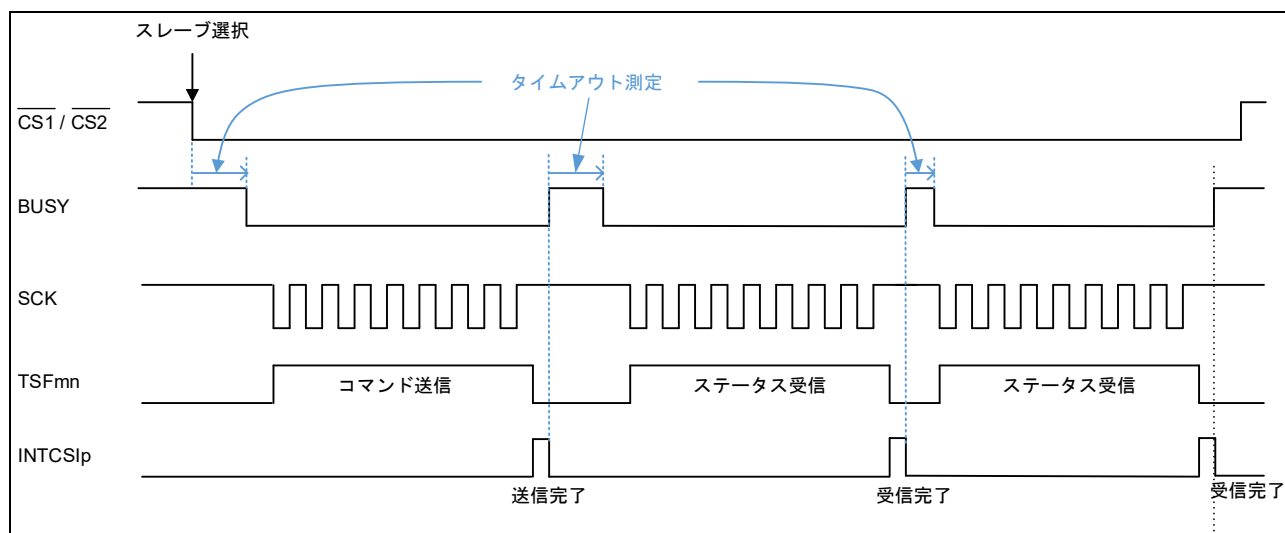 スレーブ選択
タイムアウト測定
CS1 / CS2
BUSY
SCK
TSFmn
コマンド送信
ステータス受信
ステータス受信
INTCSIp
送信完了
受信完了
受信完了